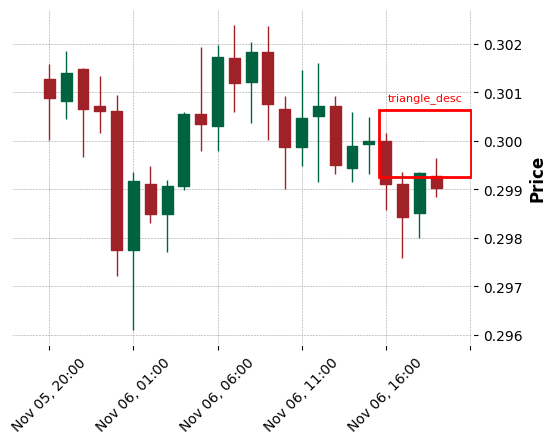 triangle_desc
0.302
0.301
0.300
0.299
0.298
0.297
0.296
Price
Nov 05, 20:00
Nov 06, 01:00
Nov 06, 06:00
Nov 06, 11:00
Nov 06, 16:00